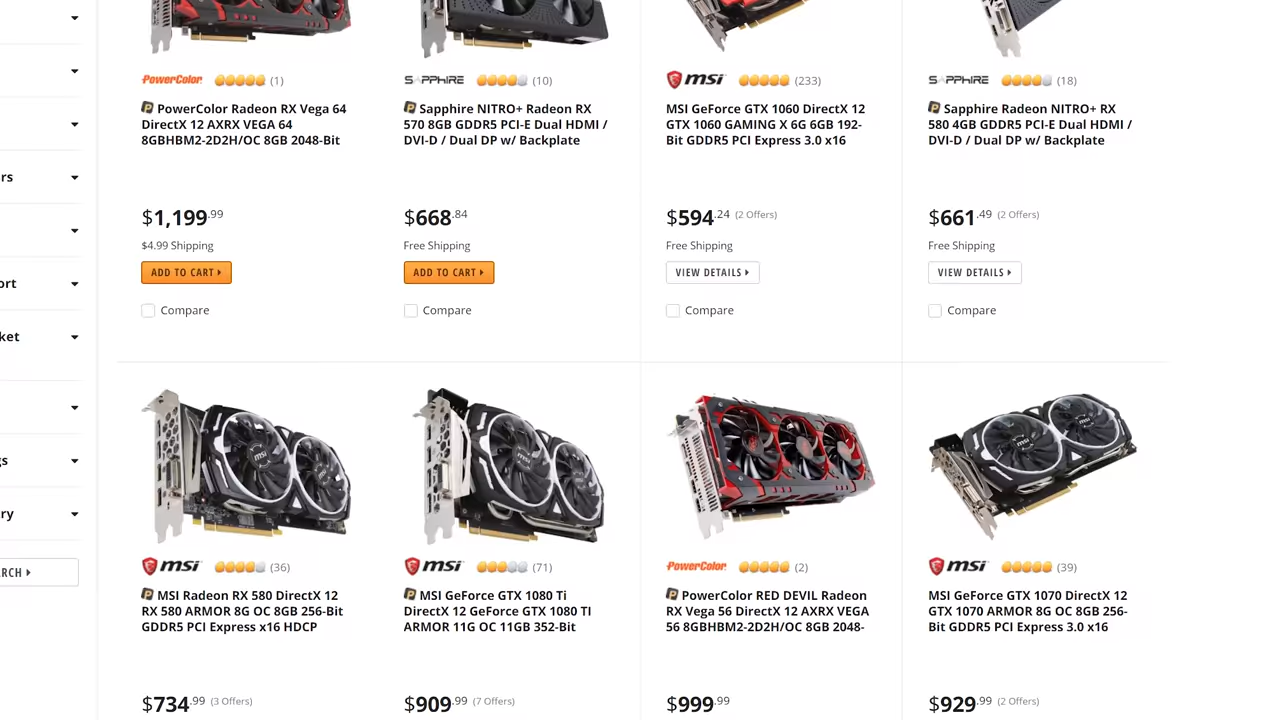 PowerColor (1)
SAPPHIRE (10)
msi (233)
SAPPHIRE (18)
PowerColor Radeon RX Vega 64
DirectX 12 AXRX VEGA 64
8GBHBM2-2D2H/OC 8GB 2048-Bit
Sapphire NITRO+ Radeon RX
570 8GB GDDR5 PCI-E Dual HDMI /
DVI-D / Dual DP w/ Backplate
MSI GeForce GTX 1060 DirectX 12
GTX 1060 GAMING X 6G 6GB 192-
Bit GDDR5 PCI Express 3.0 x16
Sapphire Radeon NITRO+ RX
580 4GB GDDR5 PCI-E Dual HDMI /
DVI-D / Dual DP w/ Backplate
rs
$1,199.99
$4.99 Shipping
ADD TO CART
Compare
$668.84
Free Shipping
ADD TO CART
Compare
$594.24 (2 Offers)
Free Shipping
VIEW DETAILS
Compare
$661.49 (2 Offers)
Free Shipping
VIEW DETAILS
Compare
ort
ket
gs
ry
RCH
msi (36)
msi (71)
PowerColor (2)
msi (39)
MSI Radeon RX 580 DirectX 12
RX 580 ARMOR 8G OC 8GB 256-Bit
GDDR5 PCI Express x16 HDCP
MSI GeForce GTX 1080 Ti
DirectX 12 GeForce GTX 1080 TI
ARMOR 11G OC 11GB 352-Bit
PowerColor RED DEVIL Radeon
RX Vega 56 DirectX 12 AXRX VEGA
56 8GBHBM2-2D2H/OC 8GB 2048-
MSI GeForce GTX 1070 DirectX 12
GTX 1070 ARMOR 8G OC 8GB 256-
Bit GDDR5 PCI Express 3.0 x16
$734.99 (3 Offers)
$909.99 (7 Offers)
$999.99
$929.99 (2 Offers)